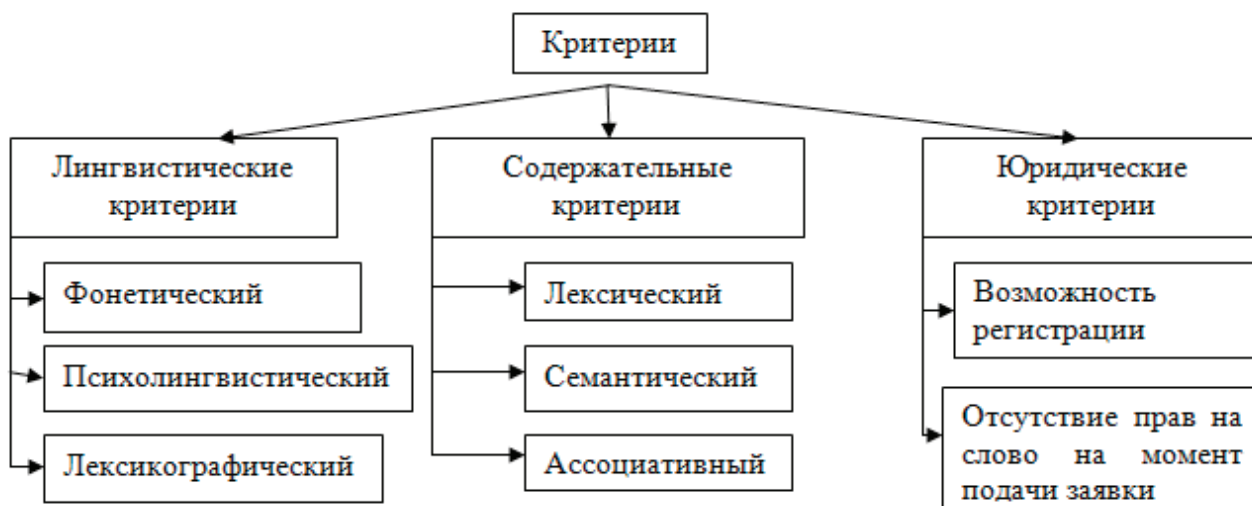 Критерии
Лингвистические
критерии
Фонетический
Психолингвистический
Лексикографический
Содержательные
критерии
Лексический
Семантический
Ассоциативный
Юридические
критерии
Возможность
регистрации
Отсутствие прав на
слово на момент
подачи заявки